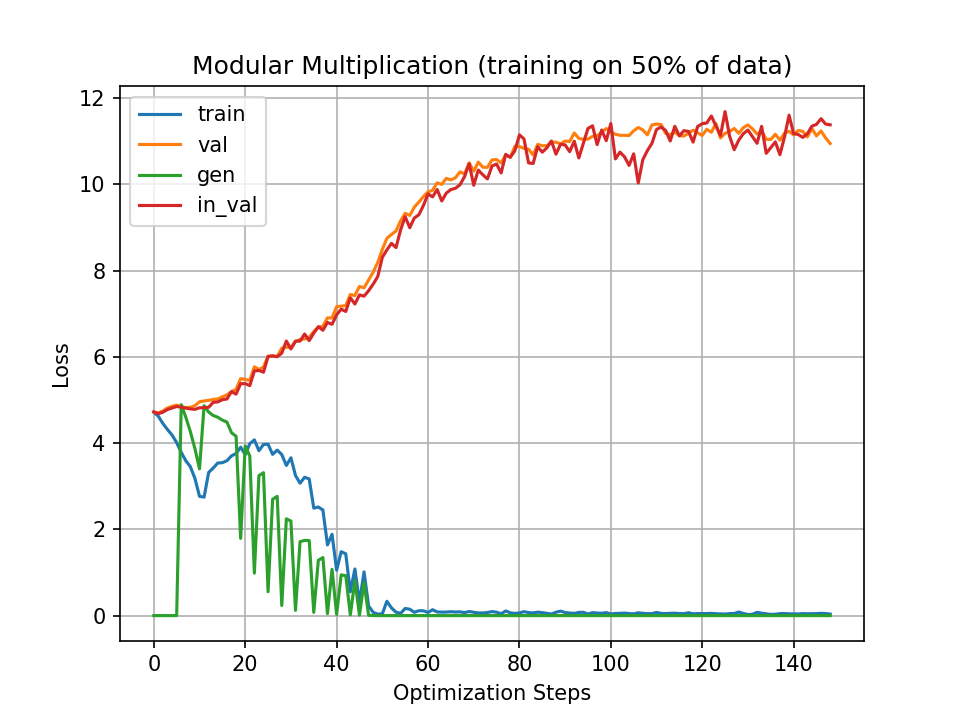 Modular Multiplication (training on 50% of data)
train
val
gen
in_val
12
10
8
6
4
2
0
Loss
0 20 40 60 80 100 120 140
Optimization Steps